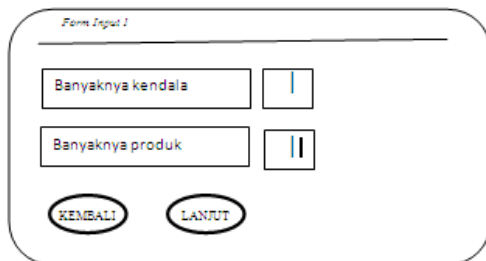 Form Input 1
Banyaknya kendala
Banyaknya produk
KEMBALI LANJUT